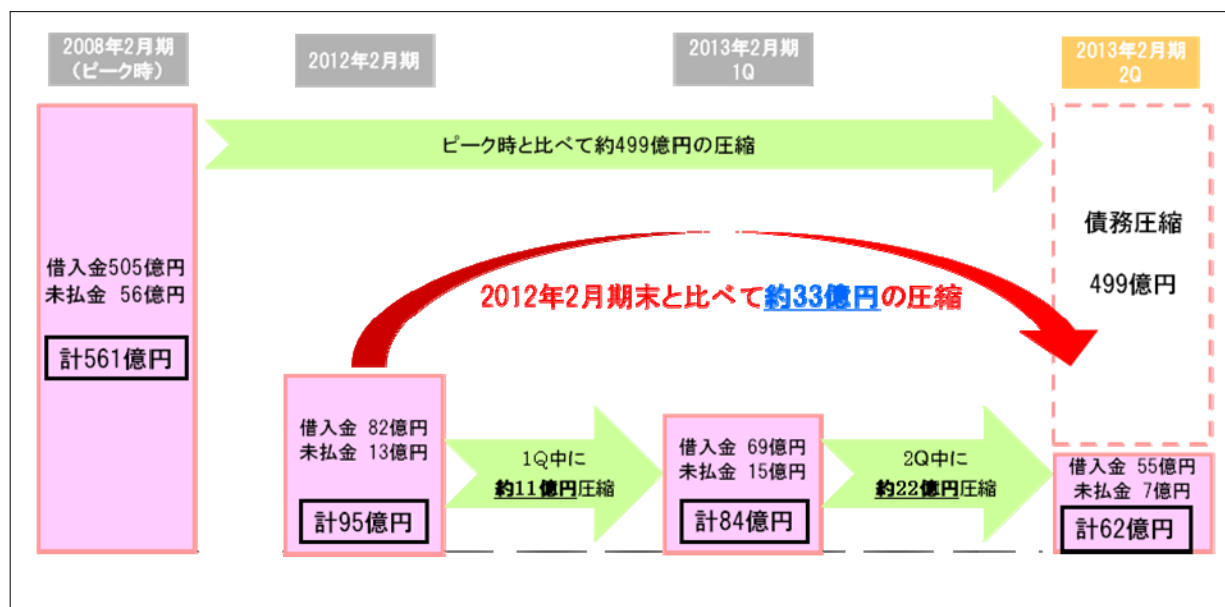 2008年2月期
(ピーク時)
2012年2月期
2013年2月期
1Q
2013年2月期
2Q
ピーク時と比べて約499億円の圧縮
借入金505億円
未払金 56億円
計561億円
2012年2月期末と比べて約33億円の圧縮
債務圧縮
499億円
借入金 82億円
未払金 13億円
計95億円
1Q中に
約11億円圧縮
借入金 69億円
未払金 15億円
計84億円
2Q中に
約22億円圧縮
借入金 55億円
未払金 7億円
計62億円